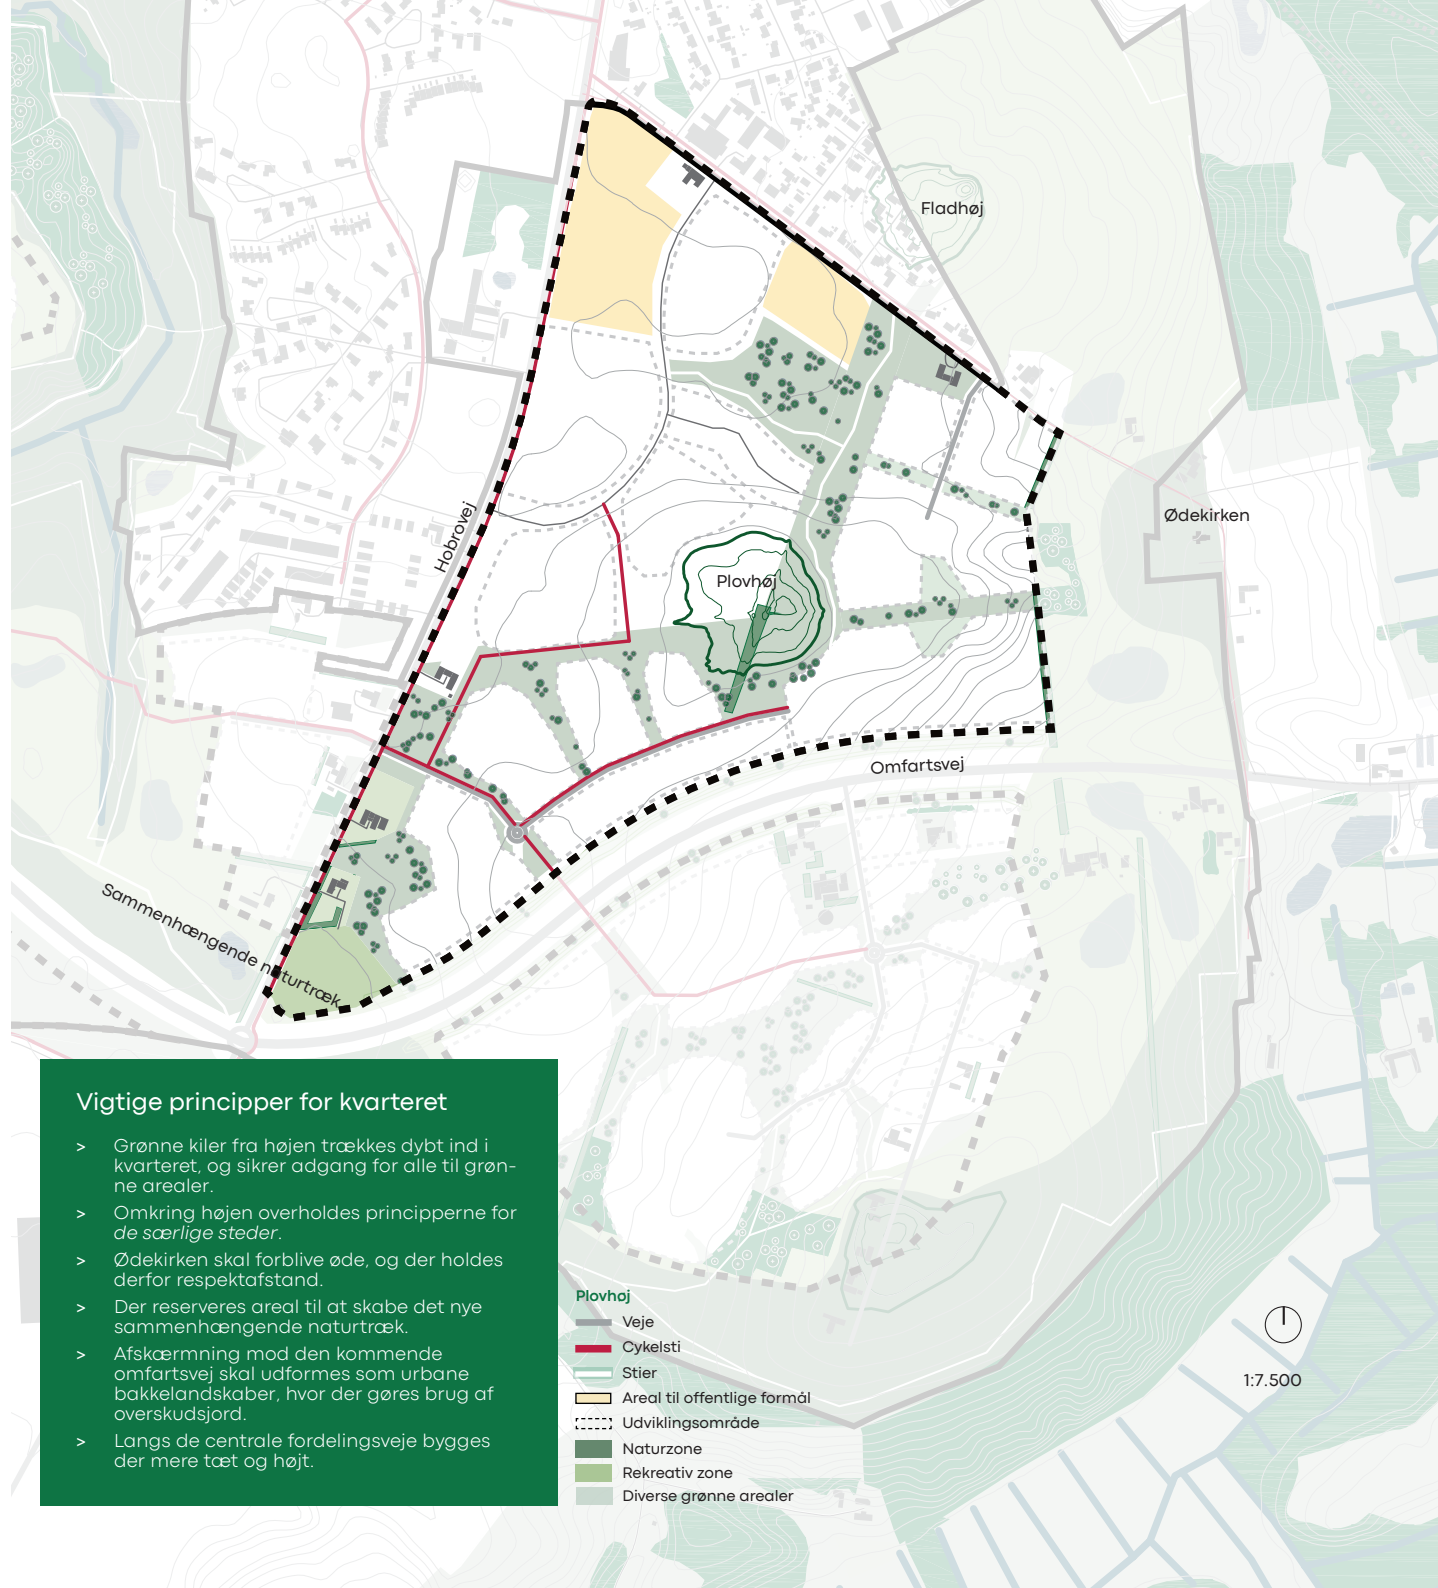 Fladhøj
Hobrovej
Ødekirken
Plovhøj
Omfartsvej
Sammenhængende naturtræk
Vigtige principper for kvarteret
> Grønne kiler fra højen trækkes dybt ind i
kvarteret, og sikrer adgang for alle til grøn-
ne arealer.
> Omkring højen overholdes principperne for
de særlige steder.
> Ødekirken skal forblive øde, og der holdes
derfor respektafstand.
> Der reserveres areal til at skabe det nye
sammenhængende naturtræk.
> Afskærmning mod den kommende
omfartsvej skal udformes som urbane
bakkelandskaber, hvor der gøres brug af
overskudsjord.
> Langs de centrale fordelingsveje bygges
der mere tæt og højt.
Plovhøj
Veje
Cykelsti
Stier
Areal til offentlige formål
Udviklingsområde
Naturzone
Rekreativ zone
Diverse grønne arealer
1:7.500